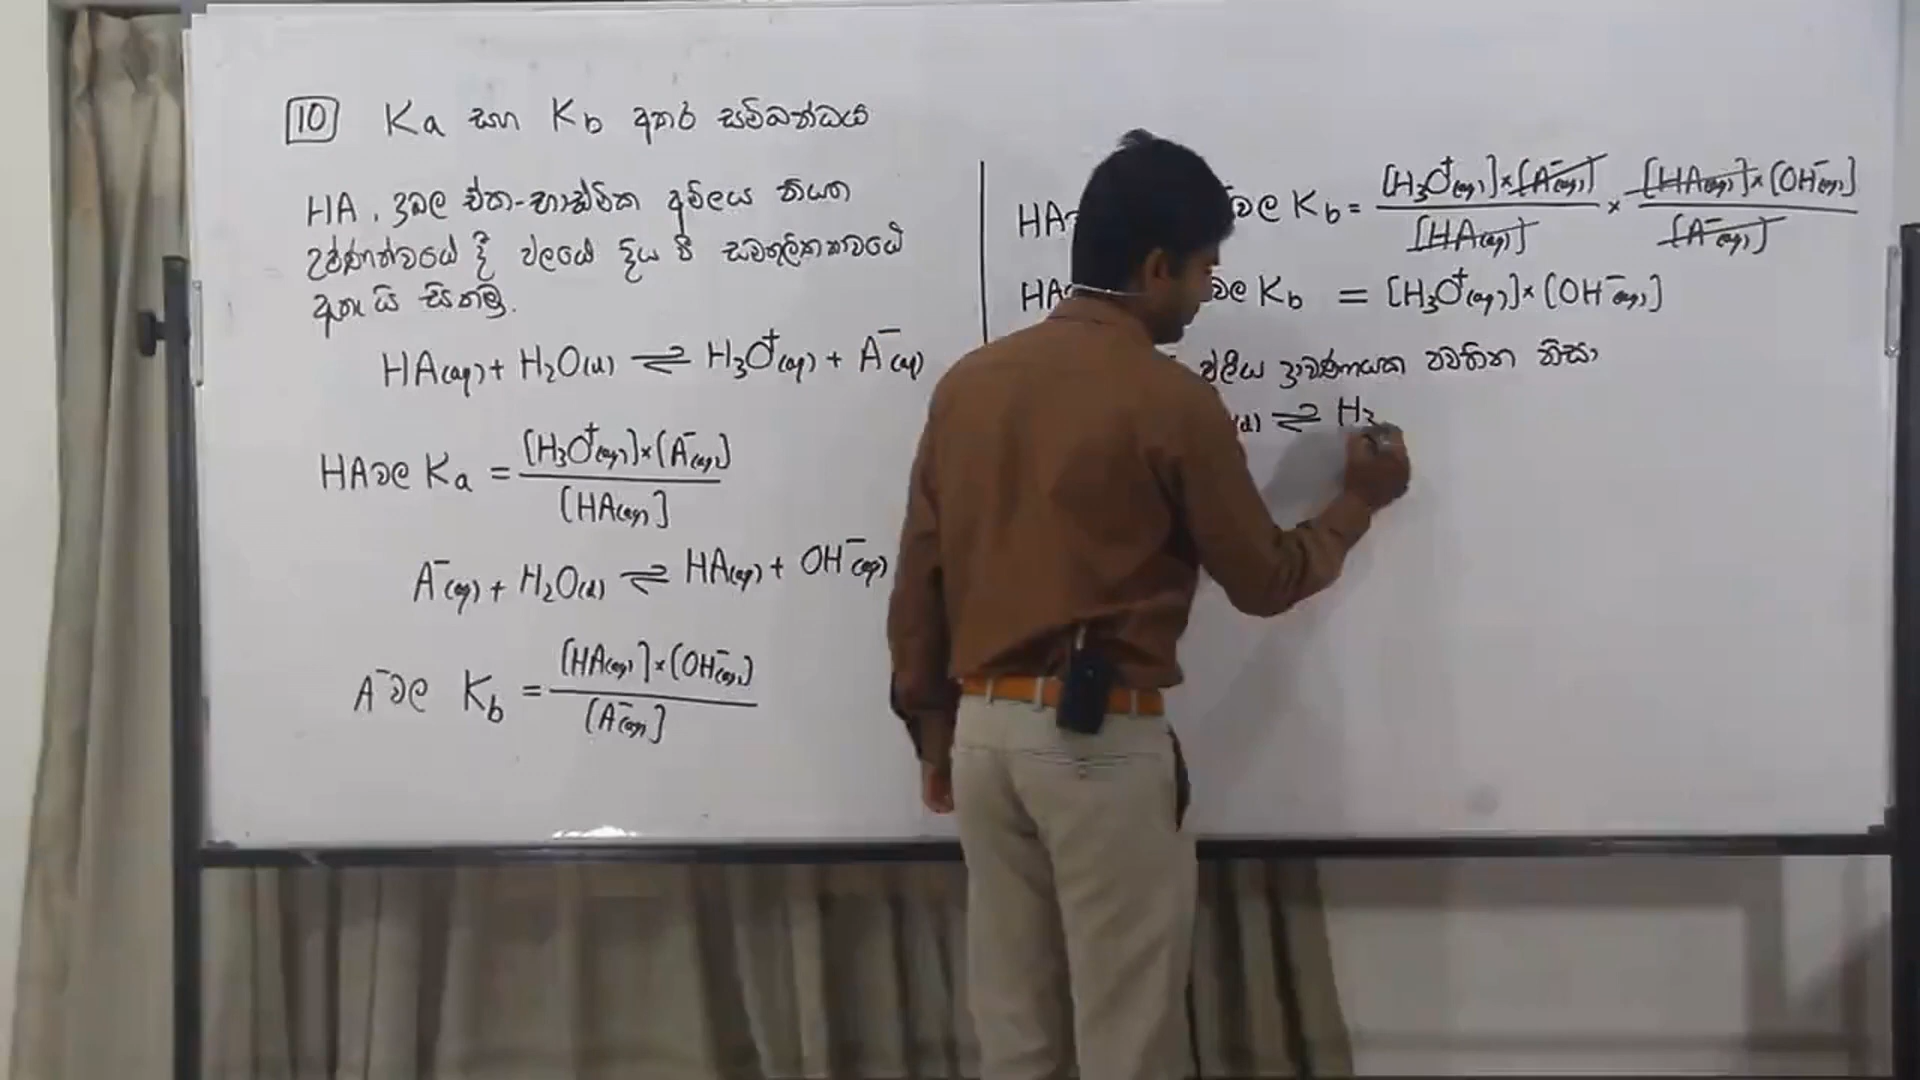 10 Ka සහ Kb අතර සම්බන්ධය
HA, දුබල ඒක-භාෂ්මික අම්ලය නියත
උෂ්ණත්වයේ දී ජලයේ දිය වී සමතුලිතතාවයේ
ඇතැ යි සිතමු.
HA(aq) + H₂O(l) ⇌ H₃O⁺(aq) + A⁻(aq)
HA වල Ka = [H₃O⁺(aq)]×[A⁻(aq)] / [HA(aq)]
A⁻(aq) + H₂O(l) ⇌ HA(aq) + OH⁻(aq)
A⁻ වල Kb = [HA(aq)]×[OH⁻(aq)] / [A⁻(aq)]
HA වල Kb = [H₃O⁺(aq)]×[A⁻(aq)] / [HA(aq)] × [HA(aq)]×[OH⁻(aq)] / [A⁻(aq)]
HA වල Kb = [H₃O⁺(aq)]×[OH⁻(aq)]
ජලීය ද්‍රාවණයක පවතින නිසා
(l) ⇌ H₃